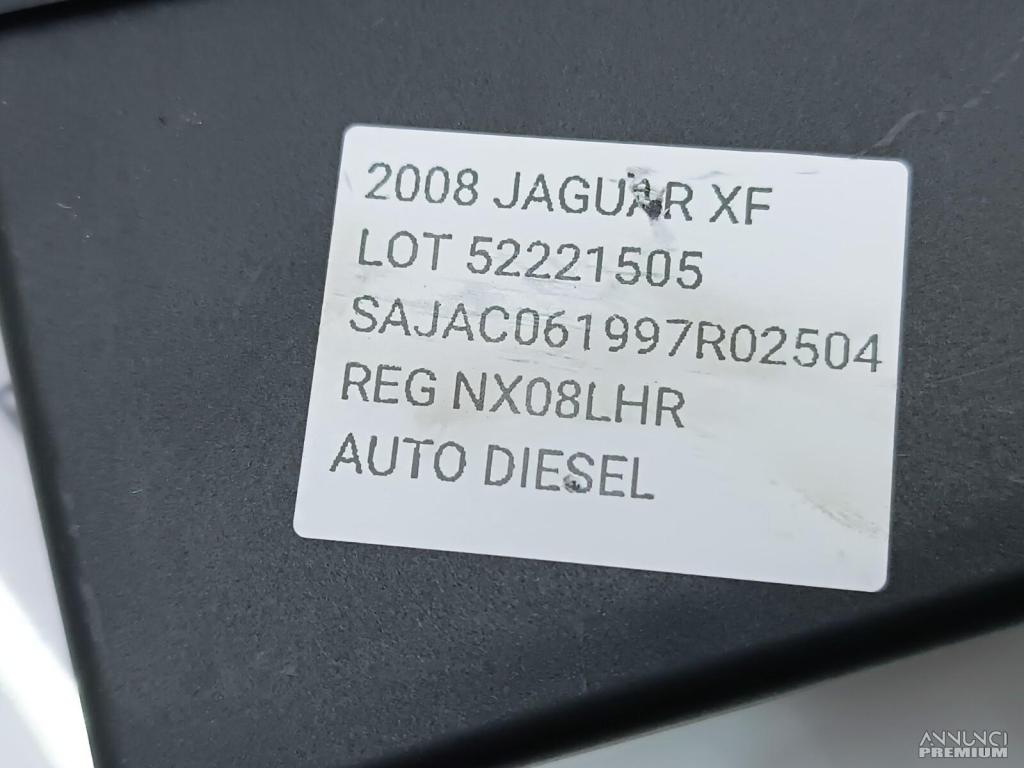 2008 JAGUAR XF
LOT 52221505
SAJAC061997R02504
REG NX08LHR
AUTO DIESEL
ANNUNCI
PREMIUM